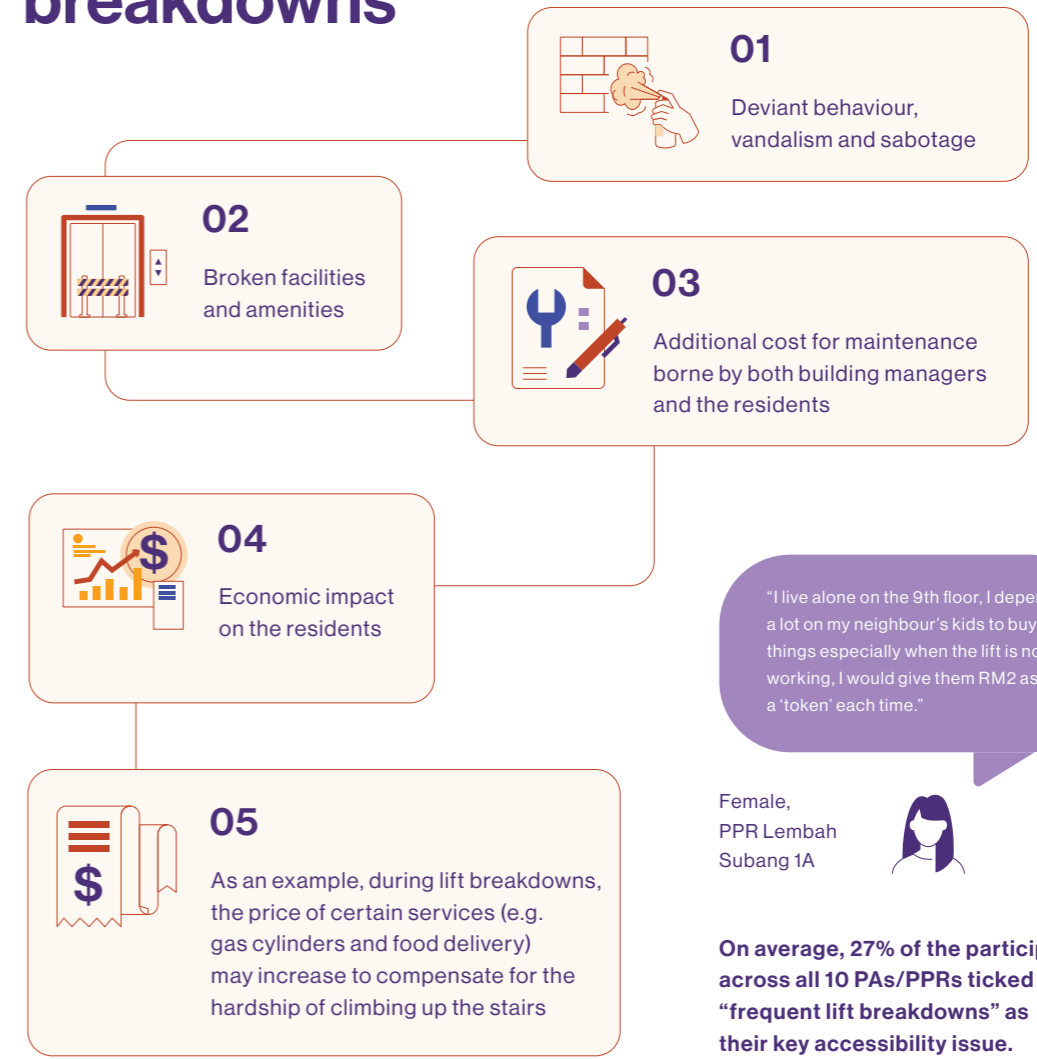 breakdowns
01
Deviant behaviour,
vandalism and sabotage
02
Broken facilities
and amenities
03
Additional cost for maintenance
borne by both building managers
and the residents
04
Economic impact
on the residents
05
As an example, during lift breakdowns,
the price of certain services (e.g.
gas cylinders and food delivery)
may increase to compensate for the
hardship of climbing up the stairs
“I live alone on the 9th floor, I
a lot on my neighbour’s kids to buy
things especially when the lift is
working, I would give them RM2 as
a ‘token’ each time.”
Female,
PPR Lembah
Subang 1A
On average, 27% of the
across all 10 PAs/PPRs ticked
“frequent lift breakdowns” as
their key accessibility issue.
$
$